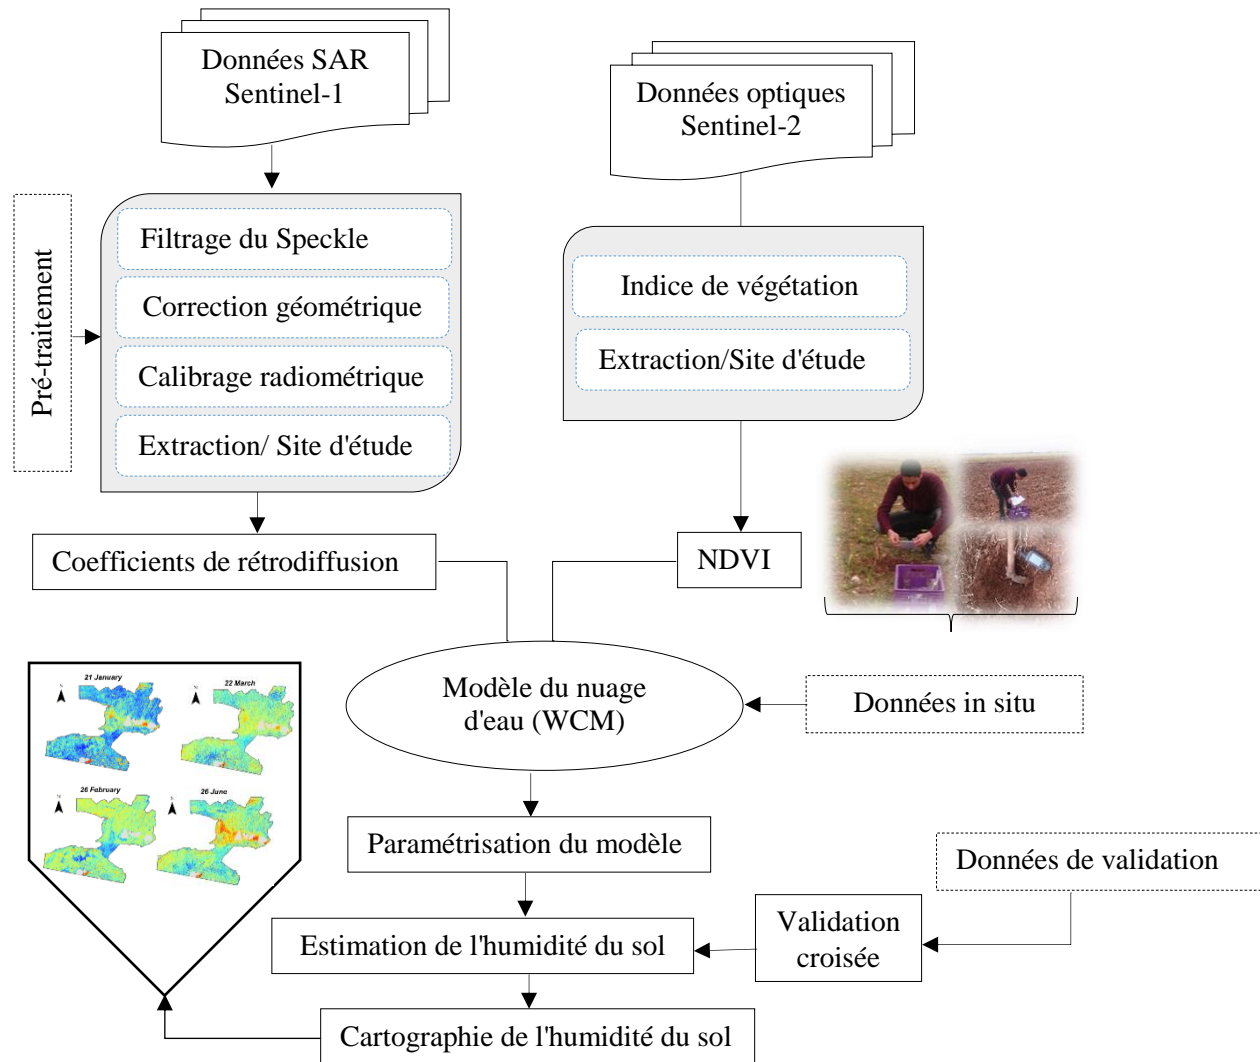 Données SAR
Sentinel-1
Données optiques
Sentinel-2
Pré-traitement
Filtrage du Speckle
Correction géométrique
Calibrage radiométrique
Extraction/ Site d'étude
Indice de végétation
Extraction/Site d'étude
Coefficients de rétrodiffusion
NDVI
Modèle du nuage
d'eau (WCM)
Données in situ
21 January
22 March
26 February
26 June
Paramétrisation du modèle
Données de validation
Estimation de l'humidité du sol
Validation
croisée
Cartographie de l'humidité du sol